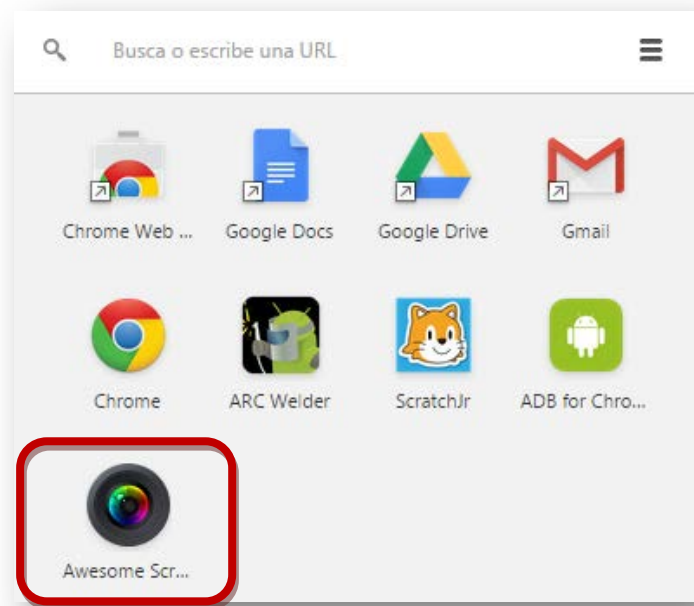 Busca o escribe una URL
Chrome Web ... Google Docs Google Drive Gmail
Chrome ARC Welder ScratchJr ADB for Chro...
Awesome Scr...